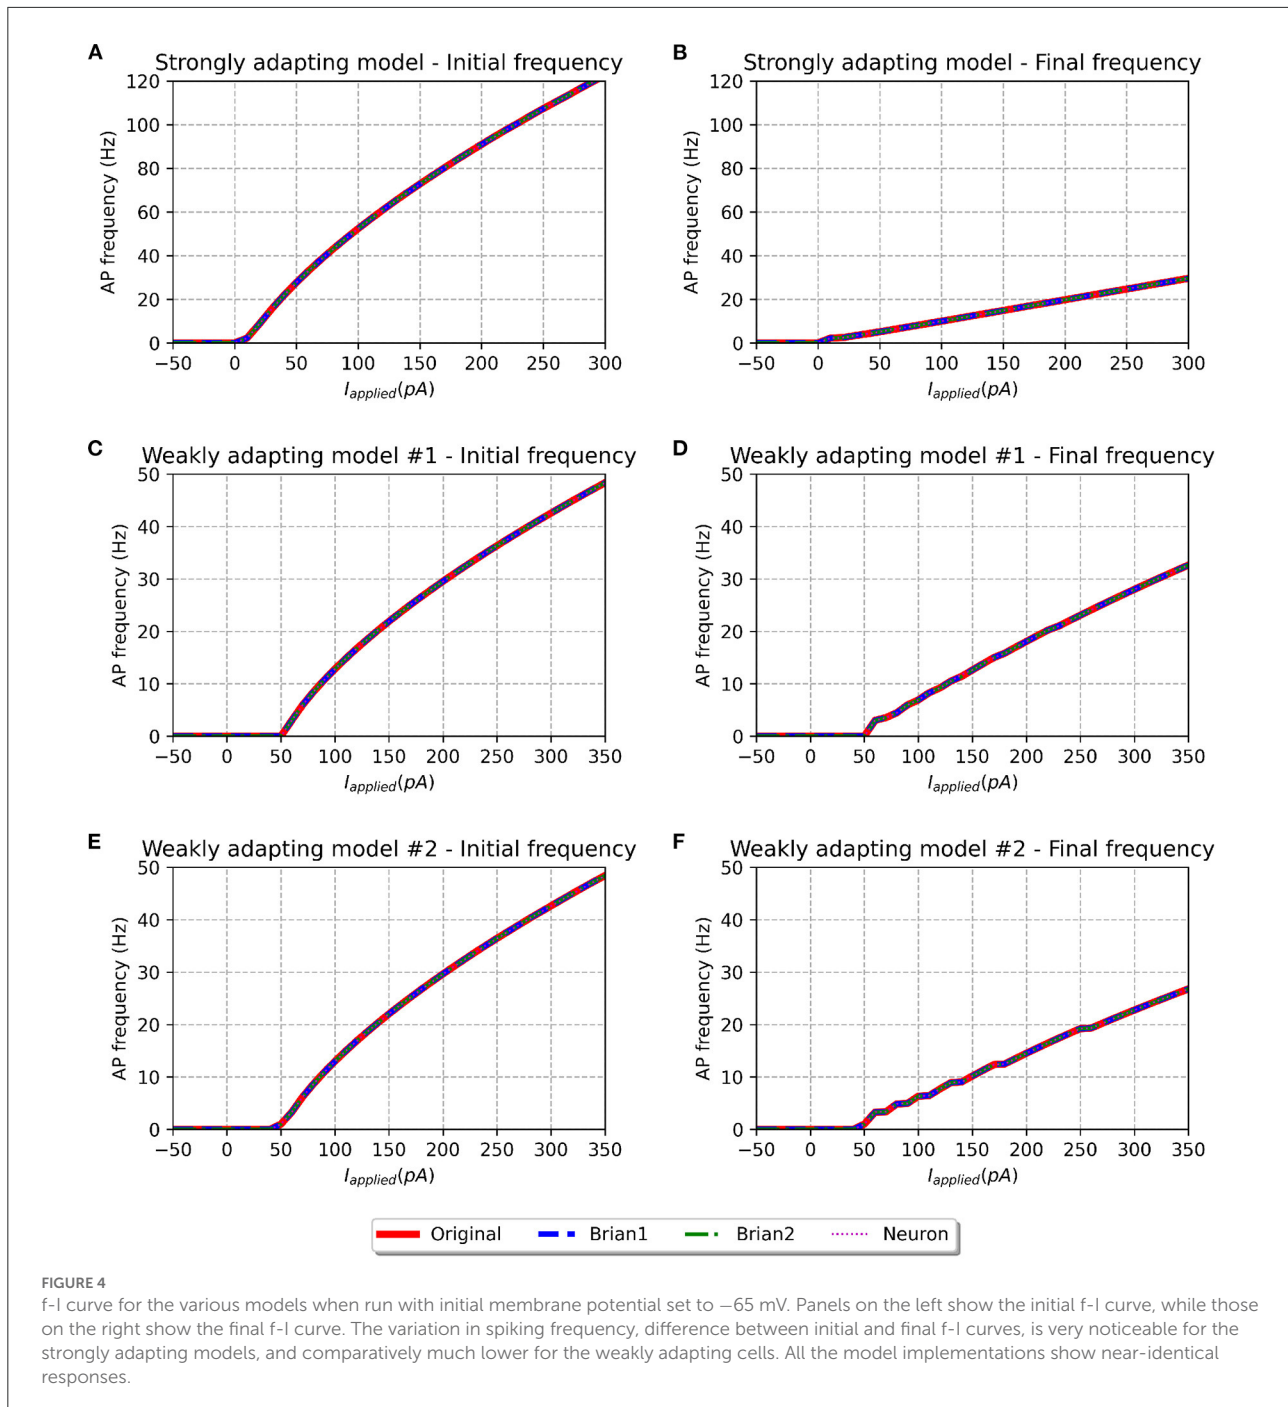 A
Strongly adapting model - Initial frequency
120
100
80
60
40
20
0
AP frequency (Hz)
−50 0 50 100 150 200 250 300
I_applied(pA)
B
Strongly adapting model - Final frequency
120
100
80
60
40
20
0
AP frequency (Hz)
−50 0 50 100 150 200 250 300
I_applied(pA)
C
Weakly adapting model #1 - Initial frequency
50
40
30
20
10
0
AP frequency (Hz)
−50 0 50 100 150 200 250 300 350
I_applied(pA)
D
Weakly adapting model #1 - Final frequency
50
40
30
20
10
0
AP frequency (Hz)
−50 0 50 100 150 200 250 300 350
I_applied(pA)
E
Weakly adapting model #2 - Initial frequency
50
40
30
20
10
0
AP frequency (Hz)
−50 0 50 100 150 200 250 300 350
I_applied(pA)
F
Weakly adapting model #2 - Final frequency
50
40
30
20
10
0
AP frequency (Hz)
−50 0 50 100 150 200 250 300 350
I_applied(pA)
Original Brian1 Brian2 Neuron
FIGURE 4
f-I curve for the various models when run with initial membrane potential set to −65 mV. Panels on the left show the initial f-I curve, while those
on the right show the final f-I curve. The variation in spiking frequency, difference between initial and final f-I curves, is very noticeable for the
strongly adapting models, and comparatively much lower for the weakly adapting cells. All the model implementations show near-identical
responses.